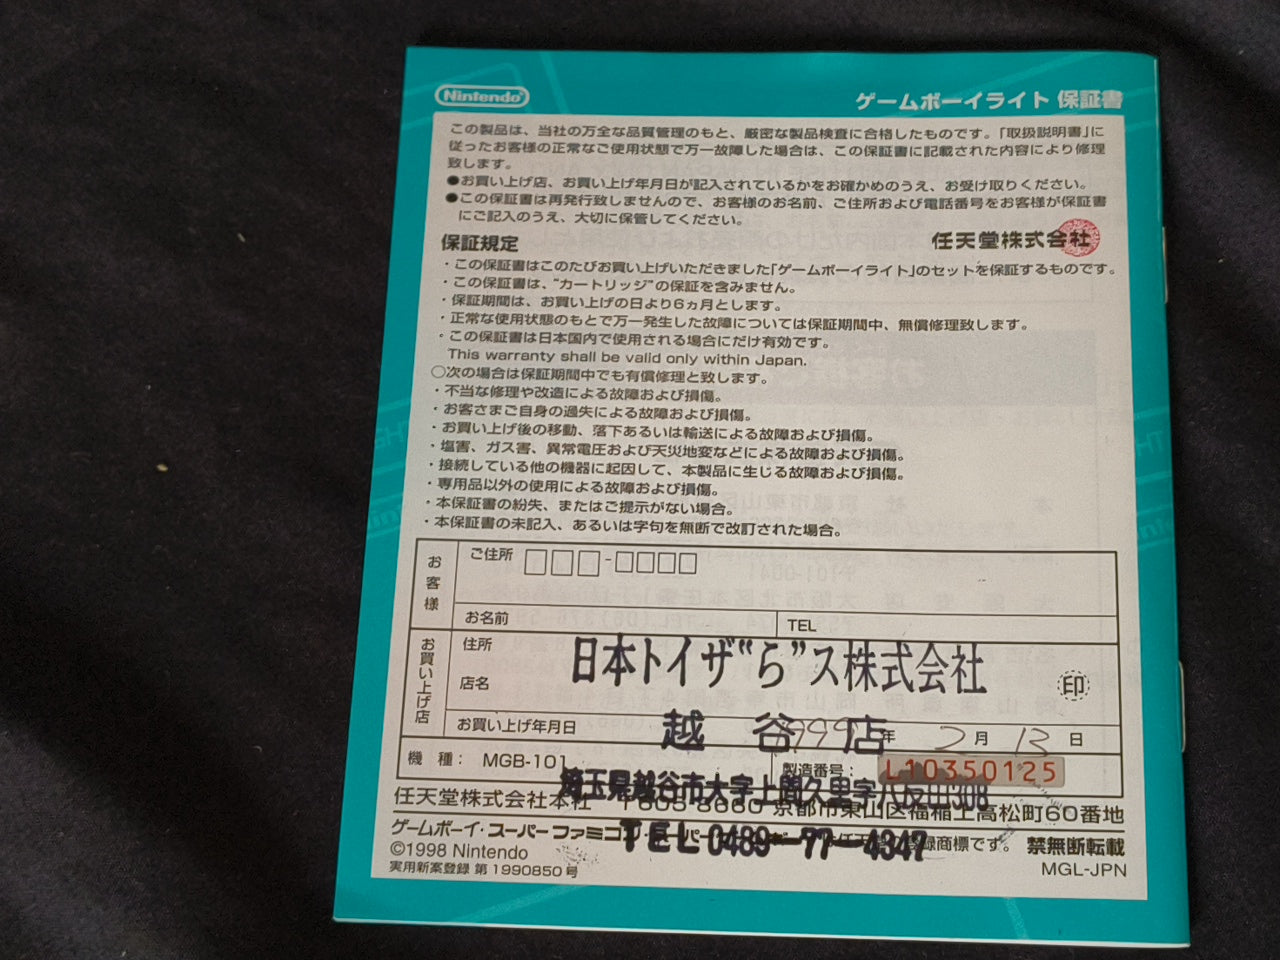 Nintendo
ゲームボーイライト 保証書
この製品は、当社の万全な品質管理のもと、厳密な製品検査に合格したものです。「取扱説明書」に
従ったお客様の正常なご使用状態で万一故障した場合は、この保証書に記載された内容により修理
致します。
●お買い上げ店、お買い上げ年月日が記入されているかをお確かめのうえ、お受け取りください。
●この保証書は再発行致しませんので、お客様のお名前、ご住所および電話番号をお客様が保証書
にご記入のうえ、大切に保管してください。
任天堂株式会社
保証規定
・この保証書はこのたびお買い上げいただきました「ゲームボーイライト」のセットを保証するものです。
・この保証書は、"カートリッジ"の保証を含みません。
・保証期間は、お買い上げの日より6ヵ月とします。
・正常な使用状態のもとで万一発生した故障については保証期間中、無償修理致します。
・この保証書は日本国内で使用される場合にだけ有効です。
This warranty shall be valid only within Japan.
○次の場合は保証期間中でも有償修理と致します。
・不当な修理や改造による故障および損傷。
・お客さまご自身の過失による故障および損傷。
・お買い上げ後の移動、落下あるいは輸送による故障および損傷。
・塩害、ガス害、異常電圧および天災地変などによる故障および損傷。
・接続している他の機器に起因して、本製品に生じる故障および損傷。
・専用品以外の使用による故障および損傷。
・本保証書の紛失、またはご提示がない場合。
・本保証書の未記入、あるいは字句を無断で改訂された場合。
お客様
ご住所 □□□-□□□□
お名前
TEL
お買い上げ店
住所
店名
日本トイザ"ら"ス株式会社
印
越谷店
お買い上げ年月日 1999年 2月 13日
機 種： MGB-101
製造番号： L10350125
埼玉県越谷市大字上間久里字八反田308
任天堂株式会社本社 〒605-8660 京都市東山区福稲上高松町60番地
TEL 0489-77-4347
ゲームボーイ・スーパーファミコン 任天堂の登録商標です。
禁無断転載
©1998 Nintendo
実用新案登録 第1990850号
MGL-JPN